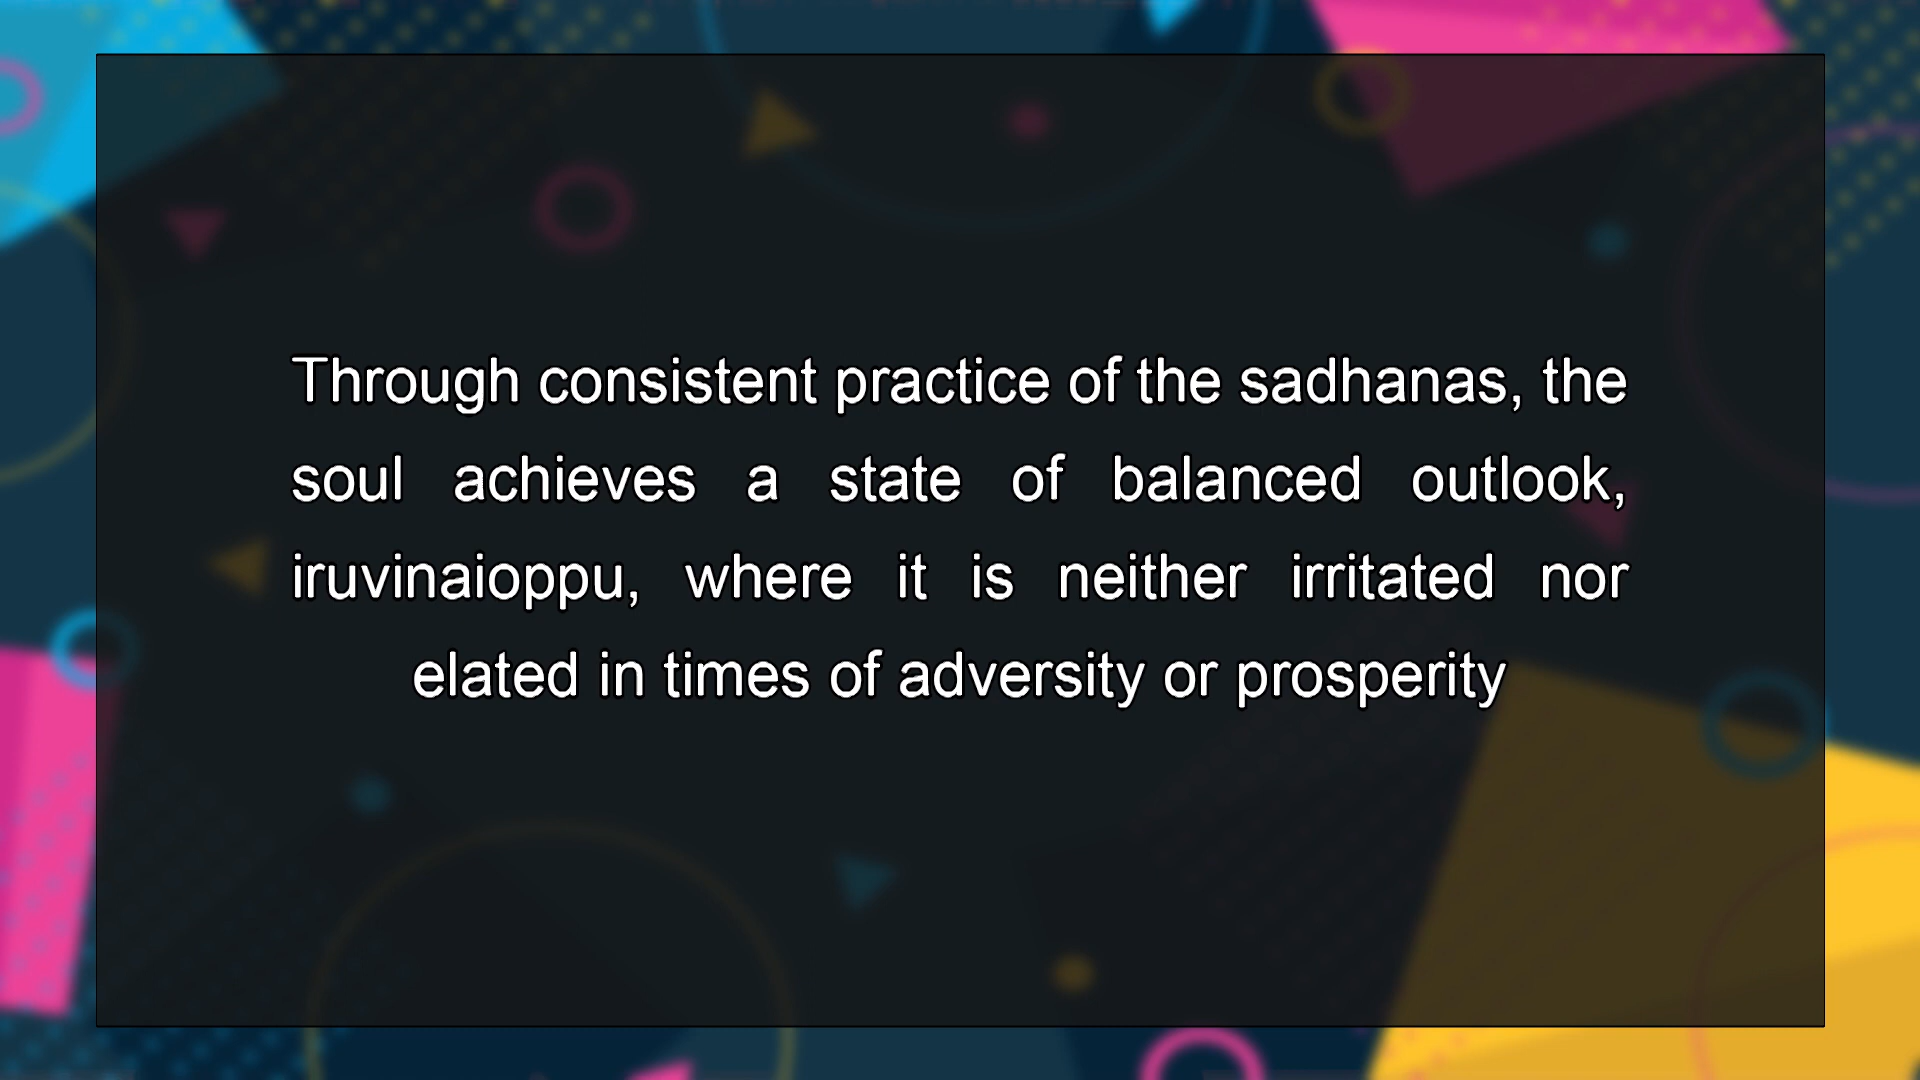 Through consistent practice of the sadhanas, the
soul achieves a state of balanced outlook,
iruvinaioppu, where it is neither irritated nor
elated in times of adversity or prosperity